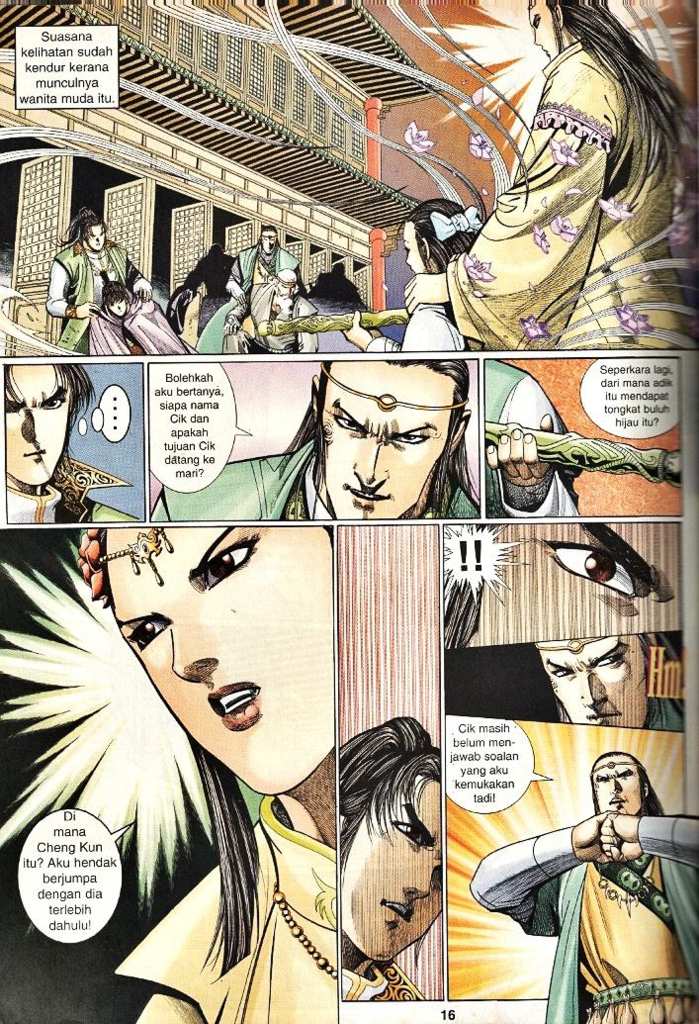 Suasana
kelihatan sudah
kendur kerana
munculnya
wanita muda itu.
....
Bolehkah
aku bertanya,
siapa nama
Cik dan
apakah
tujuan Cik
datang ke
mari?
Seperkara lagi,
dari mana adik
itu mendapat
tongkat buluh
hijau itu?
Di
mana
Cheng Kun
itu? Aku hendak
berjumpa
dengan dia
terlebih
dahulu!
!!
Hm
Cik masih
belum men-
jawab soalan
yang aku
kemukakan
tadi!
16